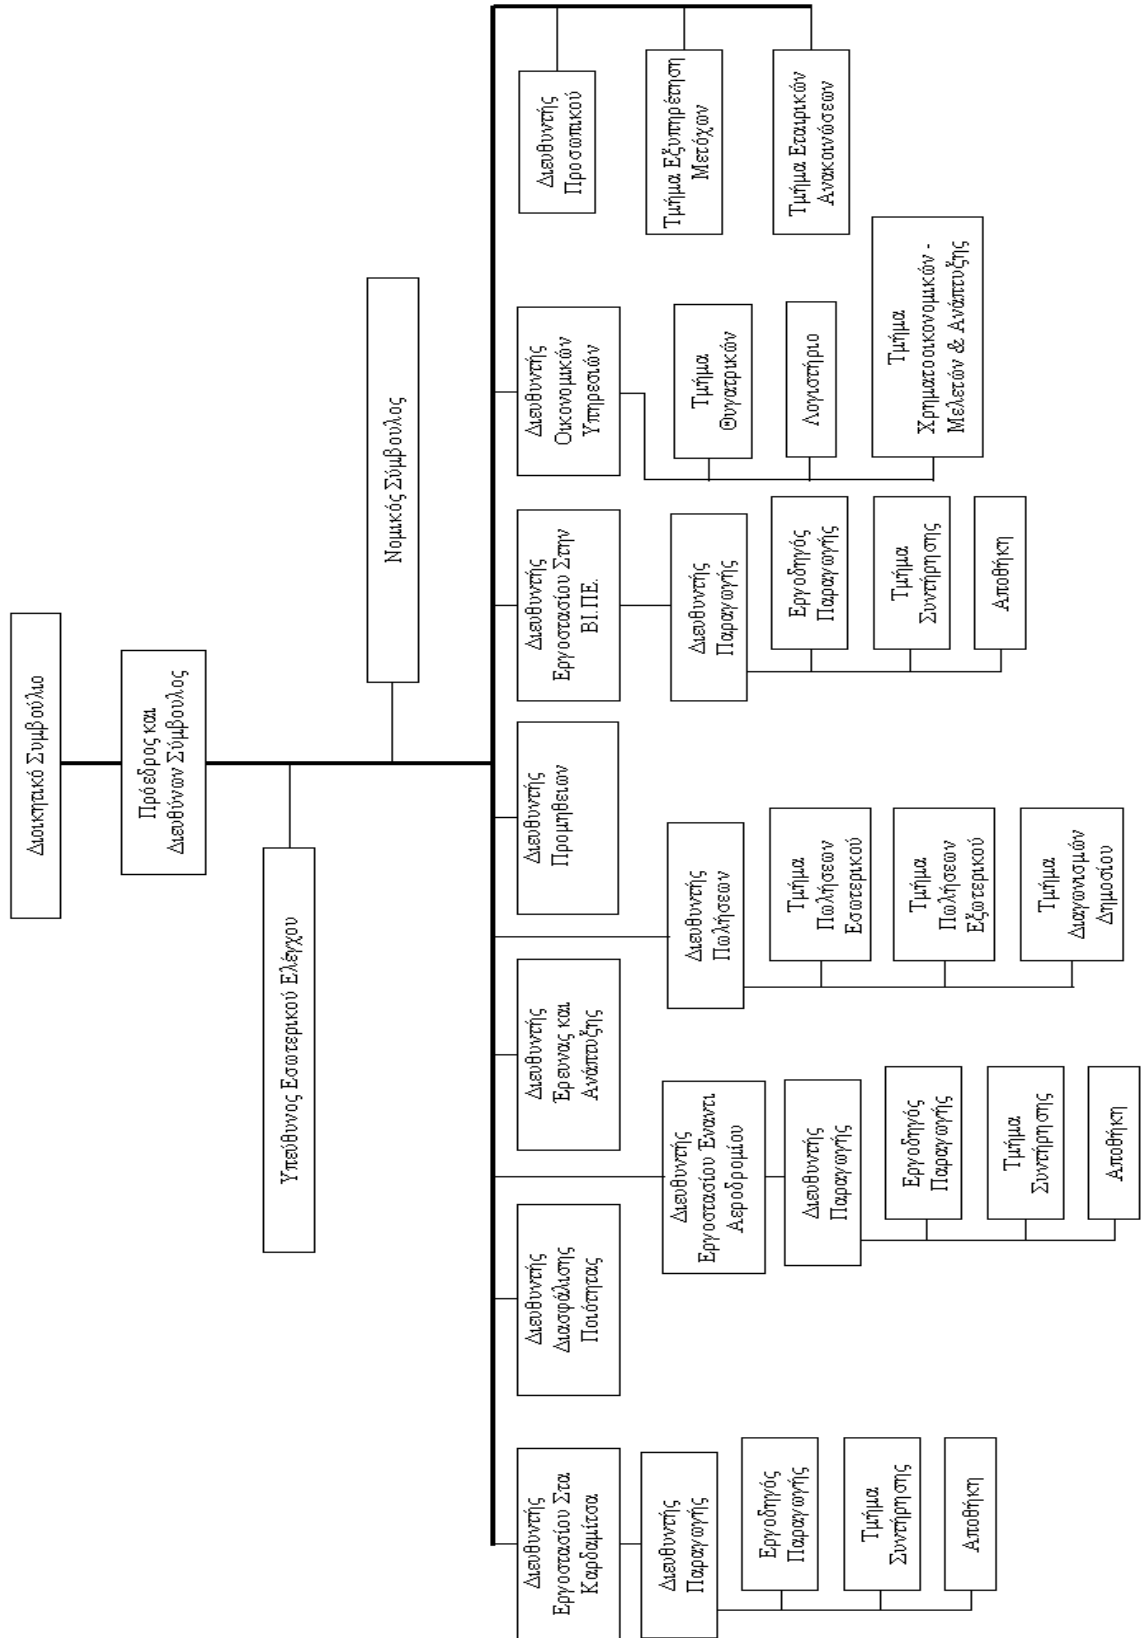 Διοικητικό Συμβούλιο
Πρόεδρος και
Διευθύνων Σύμβουλος
Υπεύθυνος Εσωτερικού Ελέγχου
Νομικός Σύμβουλος
Διευθυντής
Εργοστασίου Στα
Καρδαμίτσα
Διευθυντής
Παραγωγής
Εργοδηγός
Παραγωγής
Τμήμα
Συντήρησης
Αποθήκη
Διευθυντής
Διασφάλισης
Ποιότητας
Διευθυντής
Εργοστασίου Έναντι
Αεροδρομίου
Διευθυντής
Παραγωγής
Εργοδηγός
Παραγωγής
Τμήμα
Συντήρησης
Αποθήκη
Διευθυντής
Έρευνας και
Ανάπτυξης
Διευθυντής
Πωλήσεων
Τμήμα
Πωλήσεων
Εσωτερικού
Τμήμα
Πωλήσεων
Εξωτερικού
Τμήμα
Διαγωνισμών
Δημοσίου
Διευθυντής
Προμηθειων
Διευθυντής
Εργοστασίου Στην
ΒΙ.ΠΕ.
Διευθυντής
Παραγωγής
Εργοδηγός
Παραγωγής
Τμήμα
Συντήρησης
Αποθήκη
Διευθυντής
Οικονομικών
Υπηρεσιών
Τμήμα
Θυγατρικών
Λογιστήριο
Τμήμα
Χρηματοοικονομικών -
Μελετών & Ανάπτυξης
Διευθυντής
Προσωπικού
Τμήμα Εξυπηρέτηση
Μετόχων
Τμήμα Εταιρικών
Ανακοινώσεων